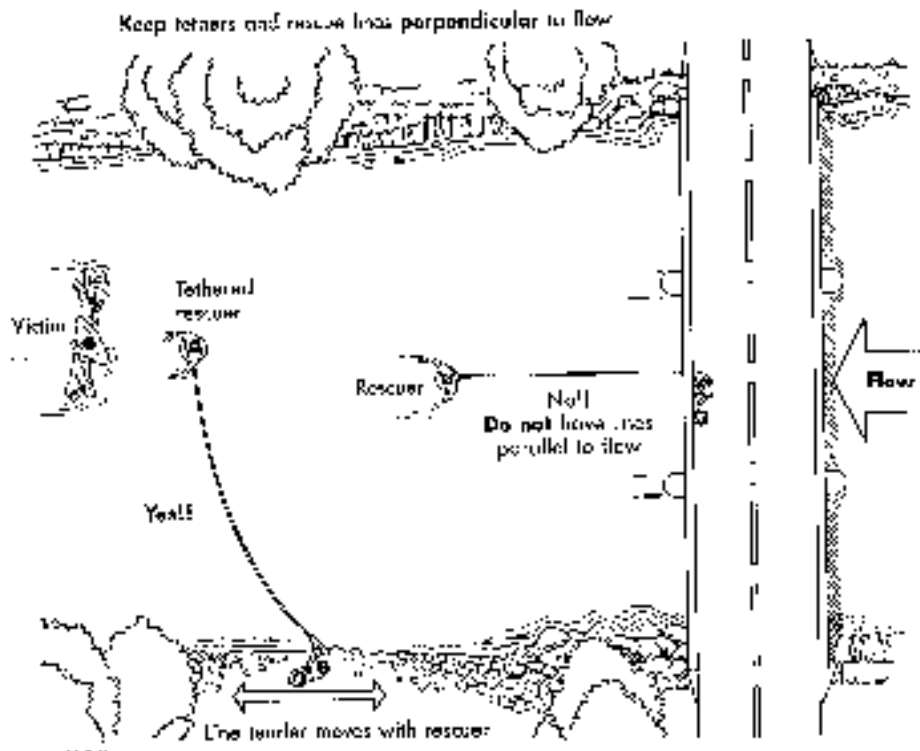 Keep tethers and rescue lines perpendicular to flow
Tethered
rescuer
Victim
Rescuer
No!!
Do not have lines
parallel to flow
Flow
Yes!!
Line tender moves with rescuer